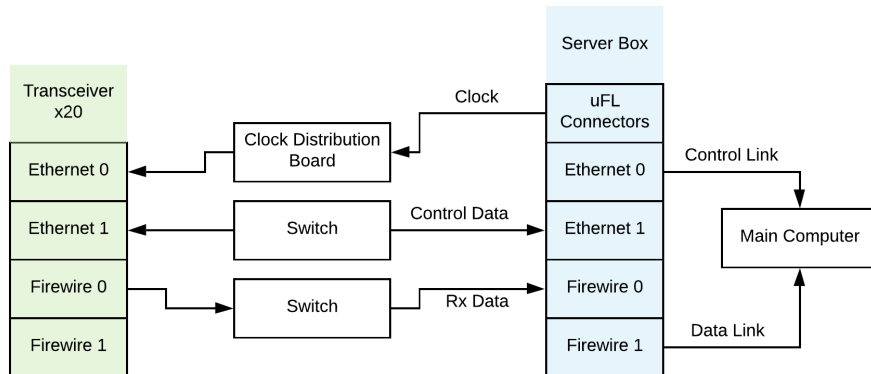 Server Box
Transceiver
x20
Clock
uFL
Connectors
Clock Distribution
Board
Control Link
Ethernet 0
Ethernet 0
Control Data
Ethernet 1
Switch
Ethernet 1
Main Computer
Firewire 0
Switch
Rx Data
Firewire 0
Firewire 1
Firewire 1
Data Link